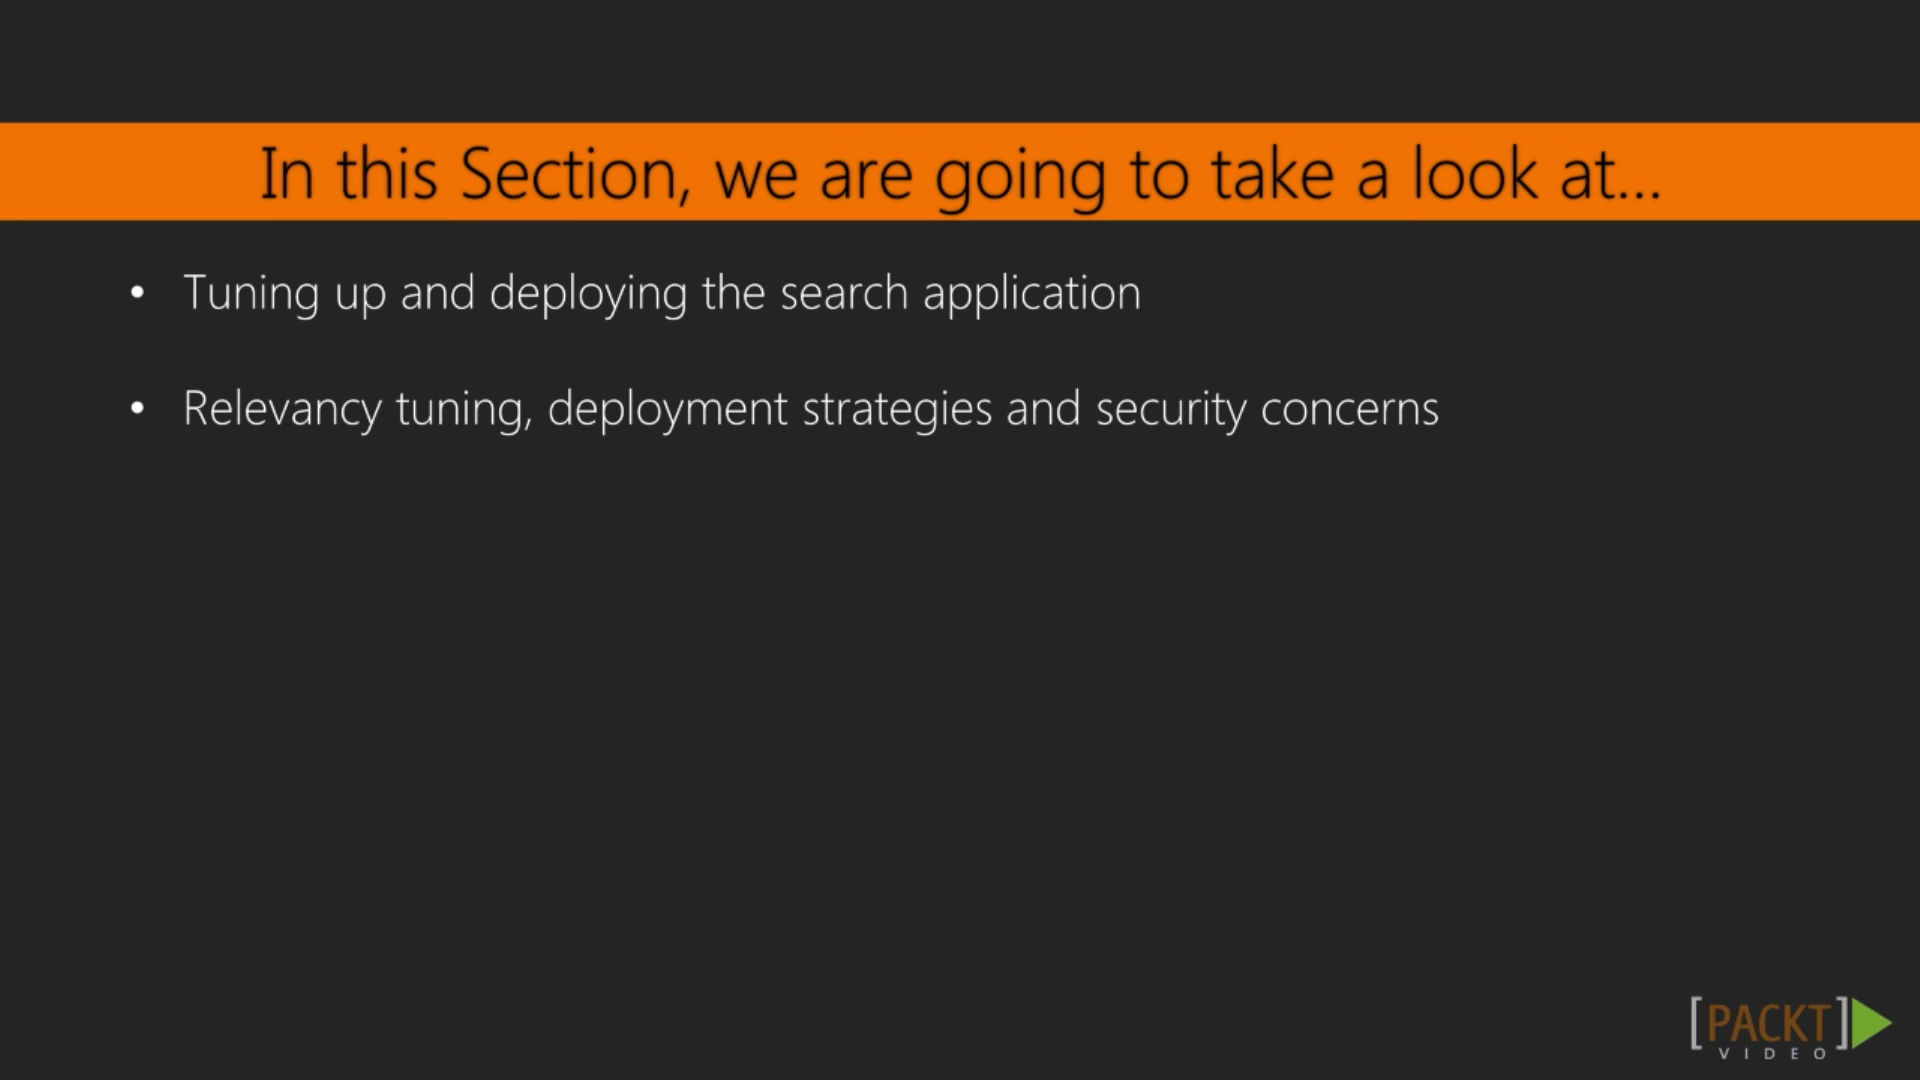 In this Section, we are going to take a look at...
• Tuning up and deploying the search application
• Relevancy tuning, deployment strategies and security concerns
[PACKT]
VIDEO